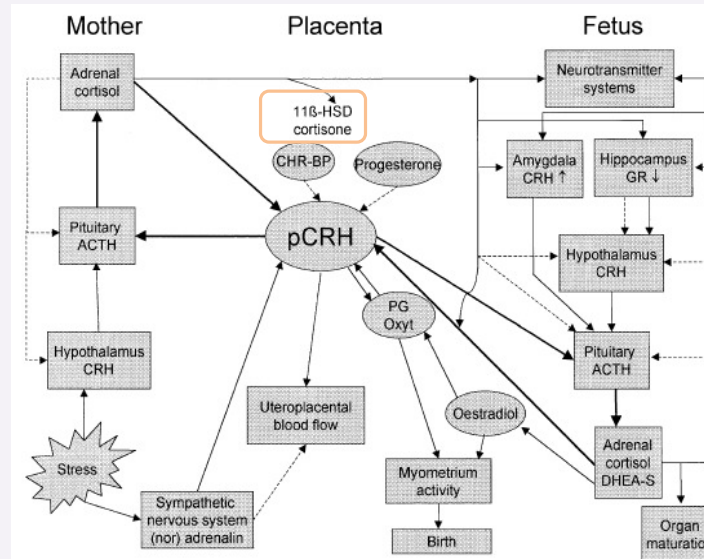 Mother
Placenta
Fetus
Adrenal
cortisol
Neurotransmitter
systems
11ß-HSD
cortisone
CHR-BP
Progesterone
Amygdala
CRH ↑
Hippocampus
GR ↓
Pituitary
ACTH
pCRH
Hypothalamus
CRH
PG
Oxyt
Hypothalamus
CRH
Pituitary
ACTH
Uteroplacental
blood flow
Oestradiol
Stress
Myometrium
activity
Adrenal
cortisol
DHEA-S
Sympathetic
nervous system
(nor) adrenalin
Birth
Organ
maturation